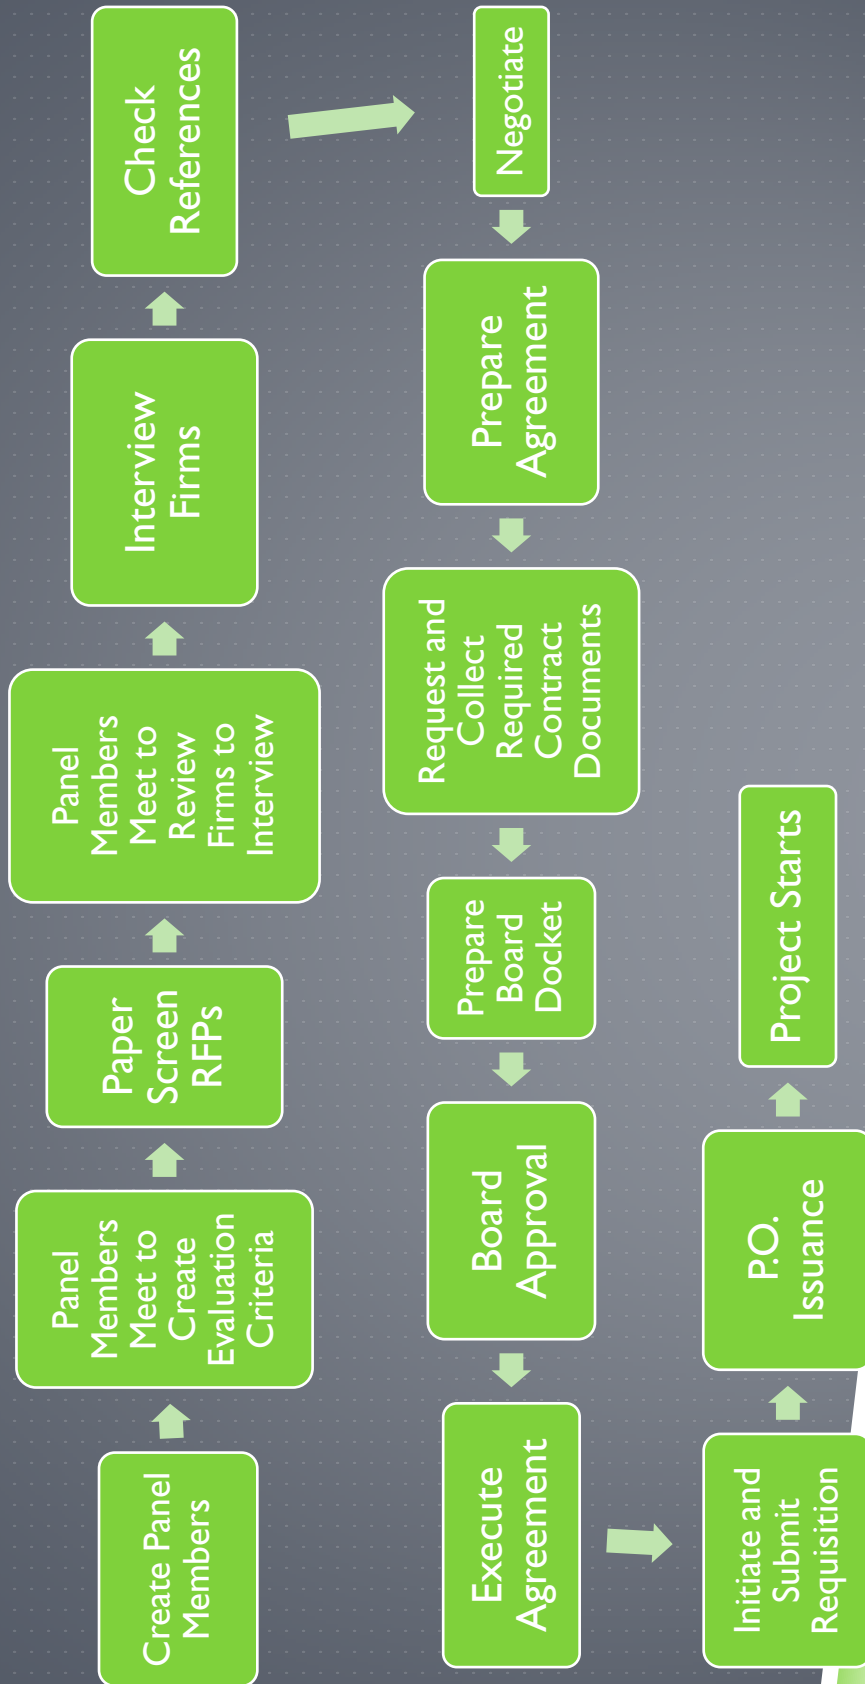 Create Panel
Members
Panel
Members
Meet to
Create
Evaluation
Criteria
Paper
Screen
RFPs
Panel
Members
Meet to
Review
Firms to
Interview
Interview
Firms
Check
References
Negotiate
Prepare
Agreement
Request and
Collect
Required
Contract
Documents
Prepare
Board
Docket
Board
Approval
Execute
Agreement
Initiate and
Submit
Requisition
P.O.
Issuance
Project Starts